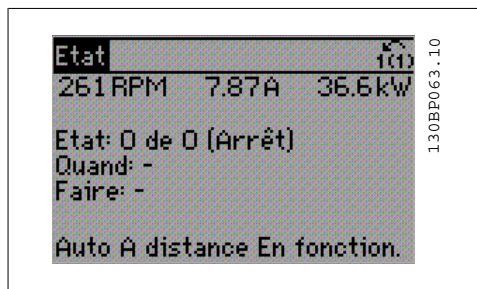 Etat
1(1)
261 RPM 7.87A 36.6kW
Etat: 0 de 0 (Arrêt)
Quand: -
Faire: -
Auto A distance En fonction.
130BP063.10